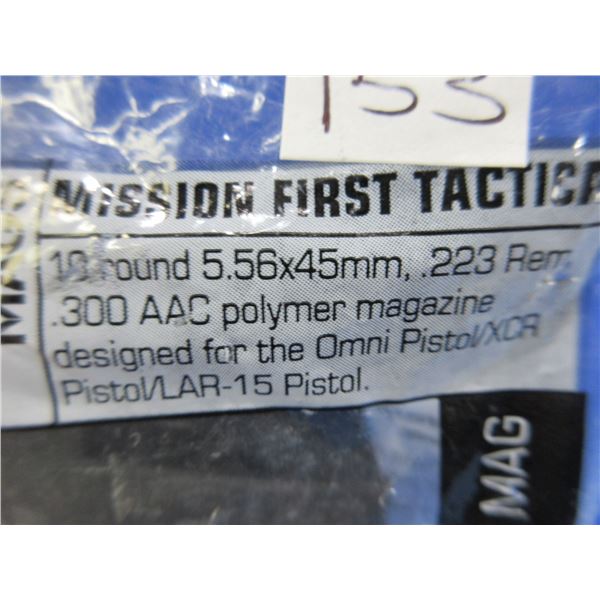 155
MISSION FIRST TACTICA
10 round 5.56x45mm, .223 Rem,
.300 AAC polymer magazine
designed for the Omni Pistol/XCR
Pistol/LAR-15 Pistol.
MAG